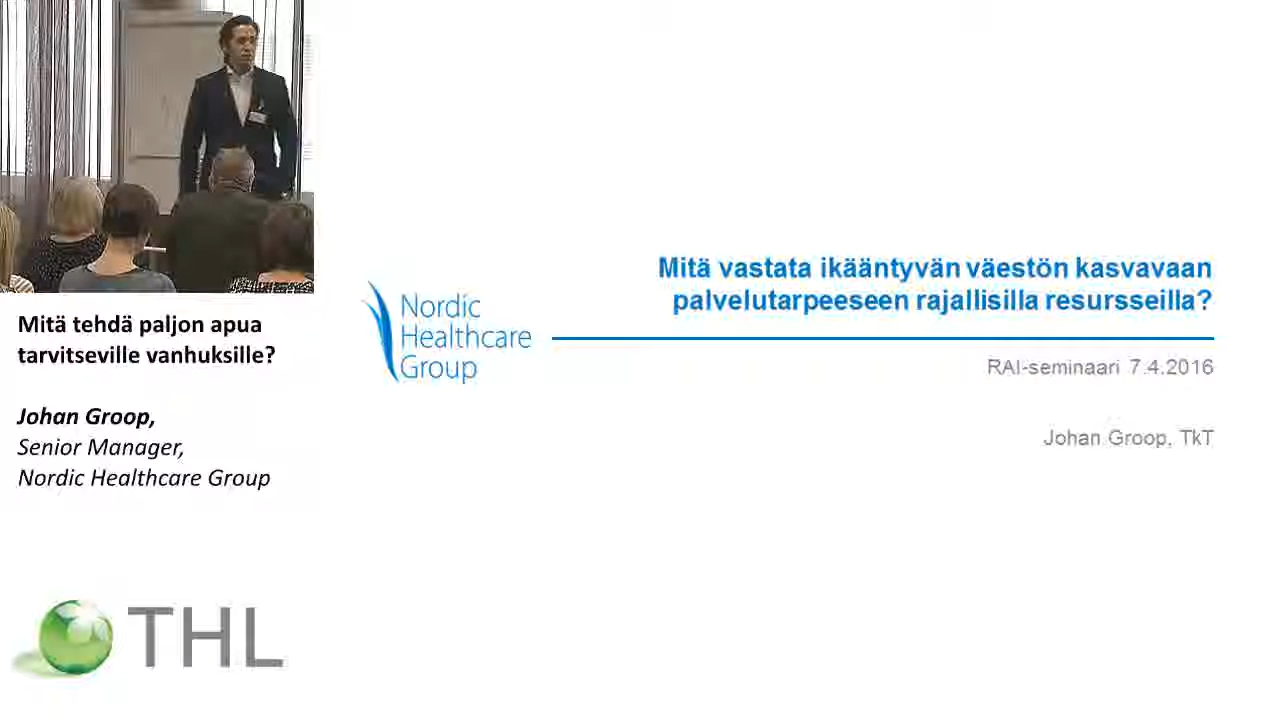 Mitä tehdä paljon apua
tarvitseville vanhuksille?
Johan Groop,
Senior Manager,
Nordic Healthcare Group
THL
Nordic
Healthcare
Group
Mitä vastata ikääntyvän väestön kasvavaan
palvelutarpeeseen rajallisilla resursseilla?
RAI-seminaari 7.4.2016
Johan Groop, TkT